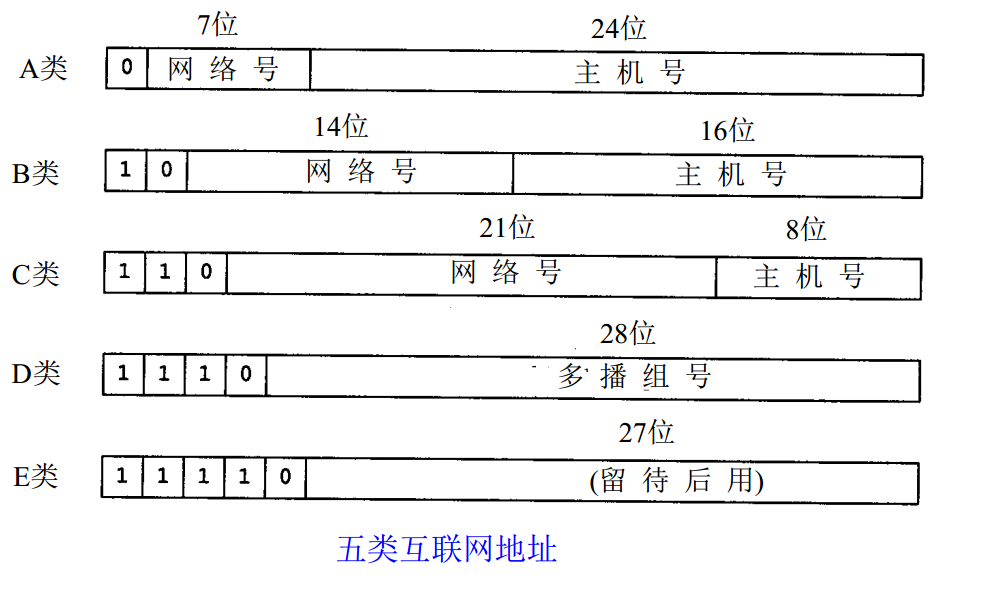 7位 24位
A类 0 网络号 主机号
14位 16位
B类 1 0 网络号 主机号
21位 8位
C类 1 1 0 网络号 主机号
28位
D类 1 1 1 0 多播组号
27位
E类 1 1 1 1 0 (留待后用)
五类互联网地址